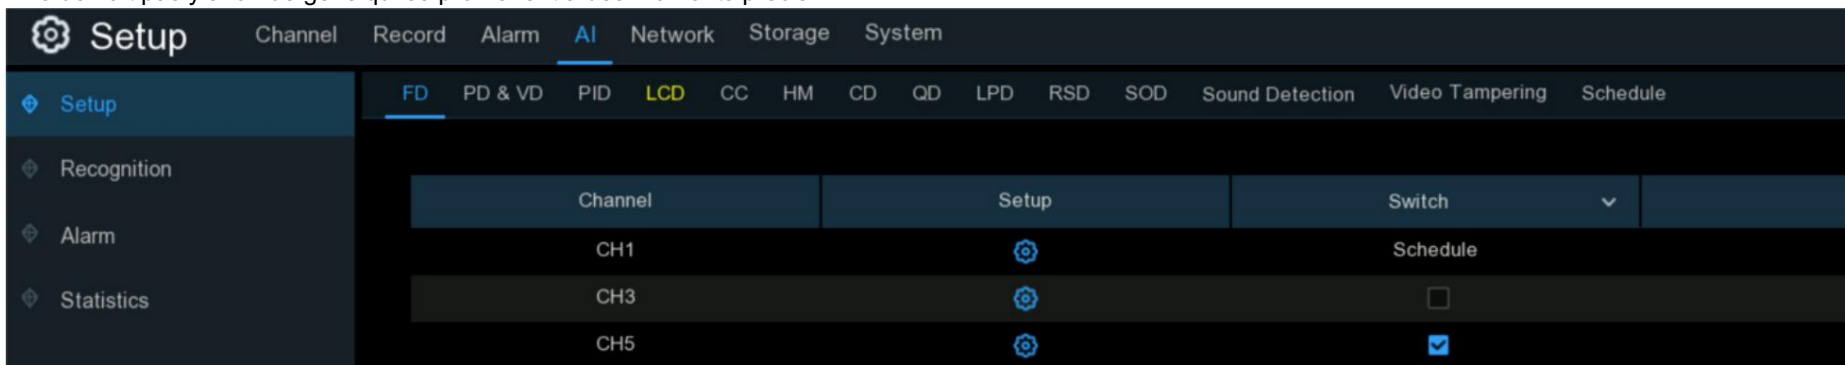 Setup Channel Record Alarm AI Network Storage System
Setup FD PD & VD PID LCD CC HM CD QD LPD RSD SOD Sound Detection Video Tampering Schedule
Recognition
Channel Setup Switch
Alarm CH1 Schedule
Statistics CH3
CH5